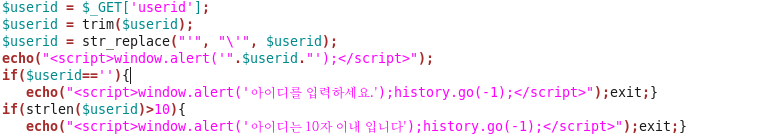 $userid = $_GET['userid'];
$userid = trim($userid);
$userid = str_replace("'", "\'", $userid);
echo("<script>window.alert('".$userid."');</script>");
if($userid==''){
echo("<script>window.alert('아이디를 입력하세요.');history.go(-1);</script>");exit;}
if(strlen($userid)>10){
echo("<script>window.alert('아이디는 10자 이내 입니다');history.go(-1);</script>");exit;}